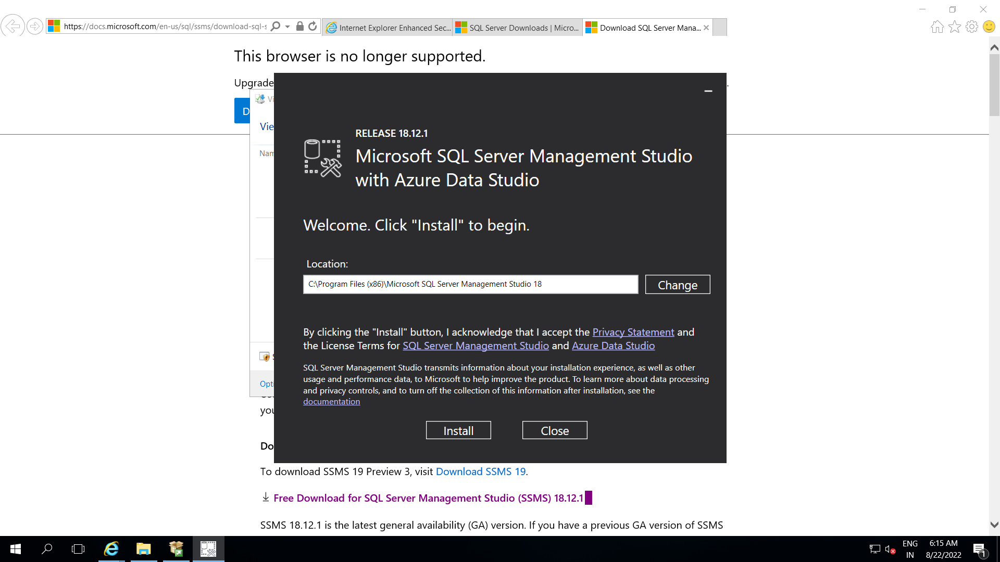 https://docs.microsoft.com/en-us/sql/ssms/download-sql-s
Internet Explorer Enhanced Sec...
SQL Server Downloads | Micro...
Download SQL Server Mana...
This browser is no longer supported.
Upgrade
.
D
Vi
Vie
Nam
Opti
you
RELEASE 18.12.1
Microsoft SQL Server Management Studio
with Azure Data Studio
Welcome. Click "Install" to begin.
Location:
C:\Program Files (x86)\Microsoft SQL Server Management Studio 18
Change
By clicking the "Install" button, I acknowledge that I accept the Privacy Statement and
the License Terms for SQL Server Management Studio and Azure Data Studio
SQL Server Management Studio transmits information about your installation experience, as well as other
usage and performance data, to Microsoft to help improve the product. To learn more about data processing
and privacy controls, and to turn off the collection of this information after installation, see the
documentation
Install
Close
Do
To download SSMS 19 Preview 3, visit Download SSMS 19.
Free Download for SQL Server Management Studio (SSMS) 18.12.1
SSMS 18.12.1 is the latest general availability (GA) version. If you have a previous GA version of SSMS
ENG
IN
6:15 AM
8/22/2022
1